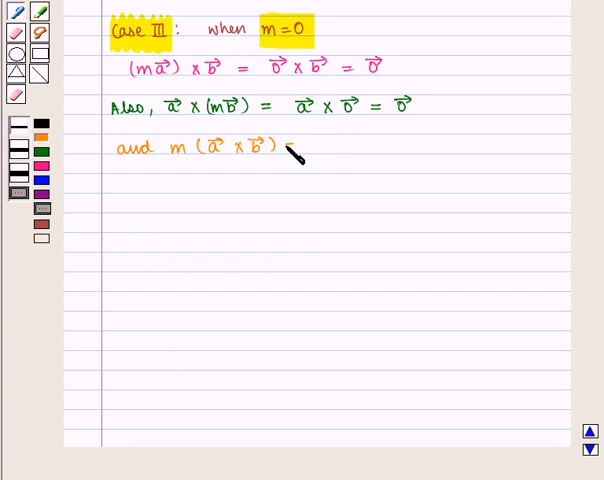 Case III : when m = 0
(m a⃗) × b⃗ = 0⃗ × b⃗ = 0⃗
Also, a⃗ × (m b⃗) = a⃗ × 0⃗ = 0⃗
and m (a⃗ × b⃗) =